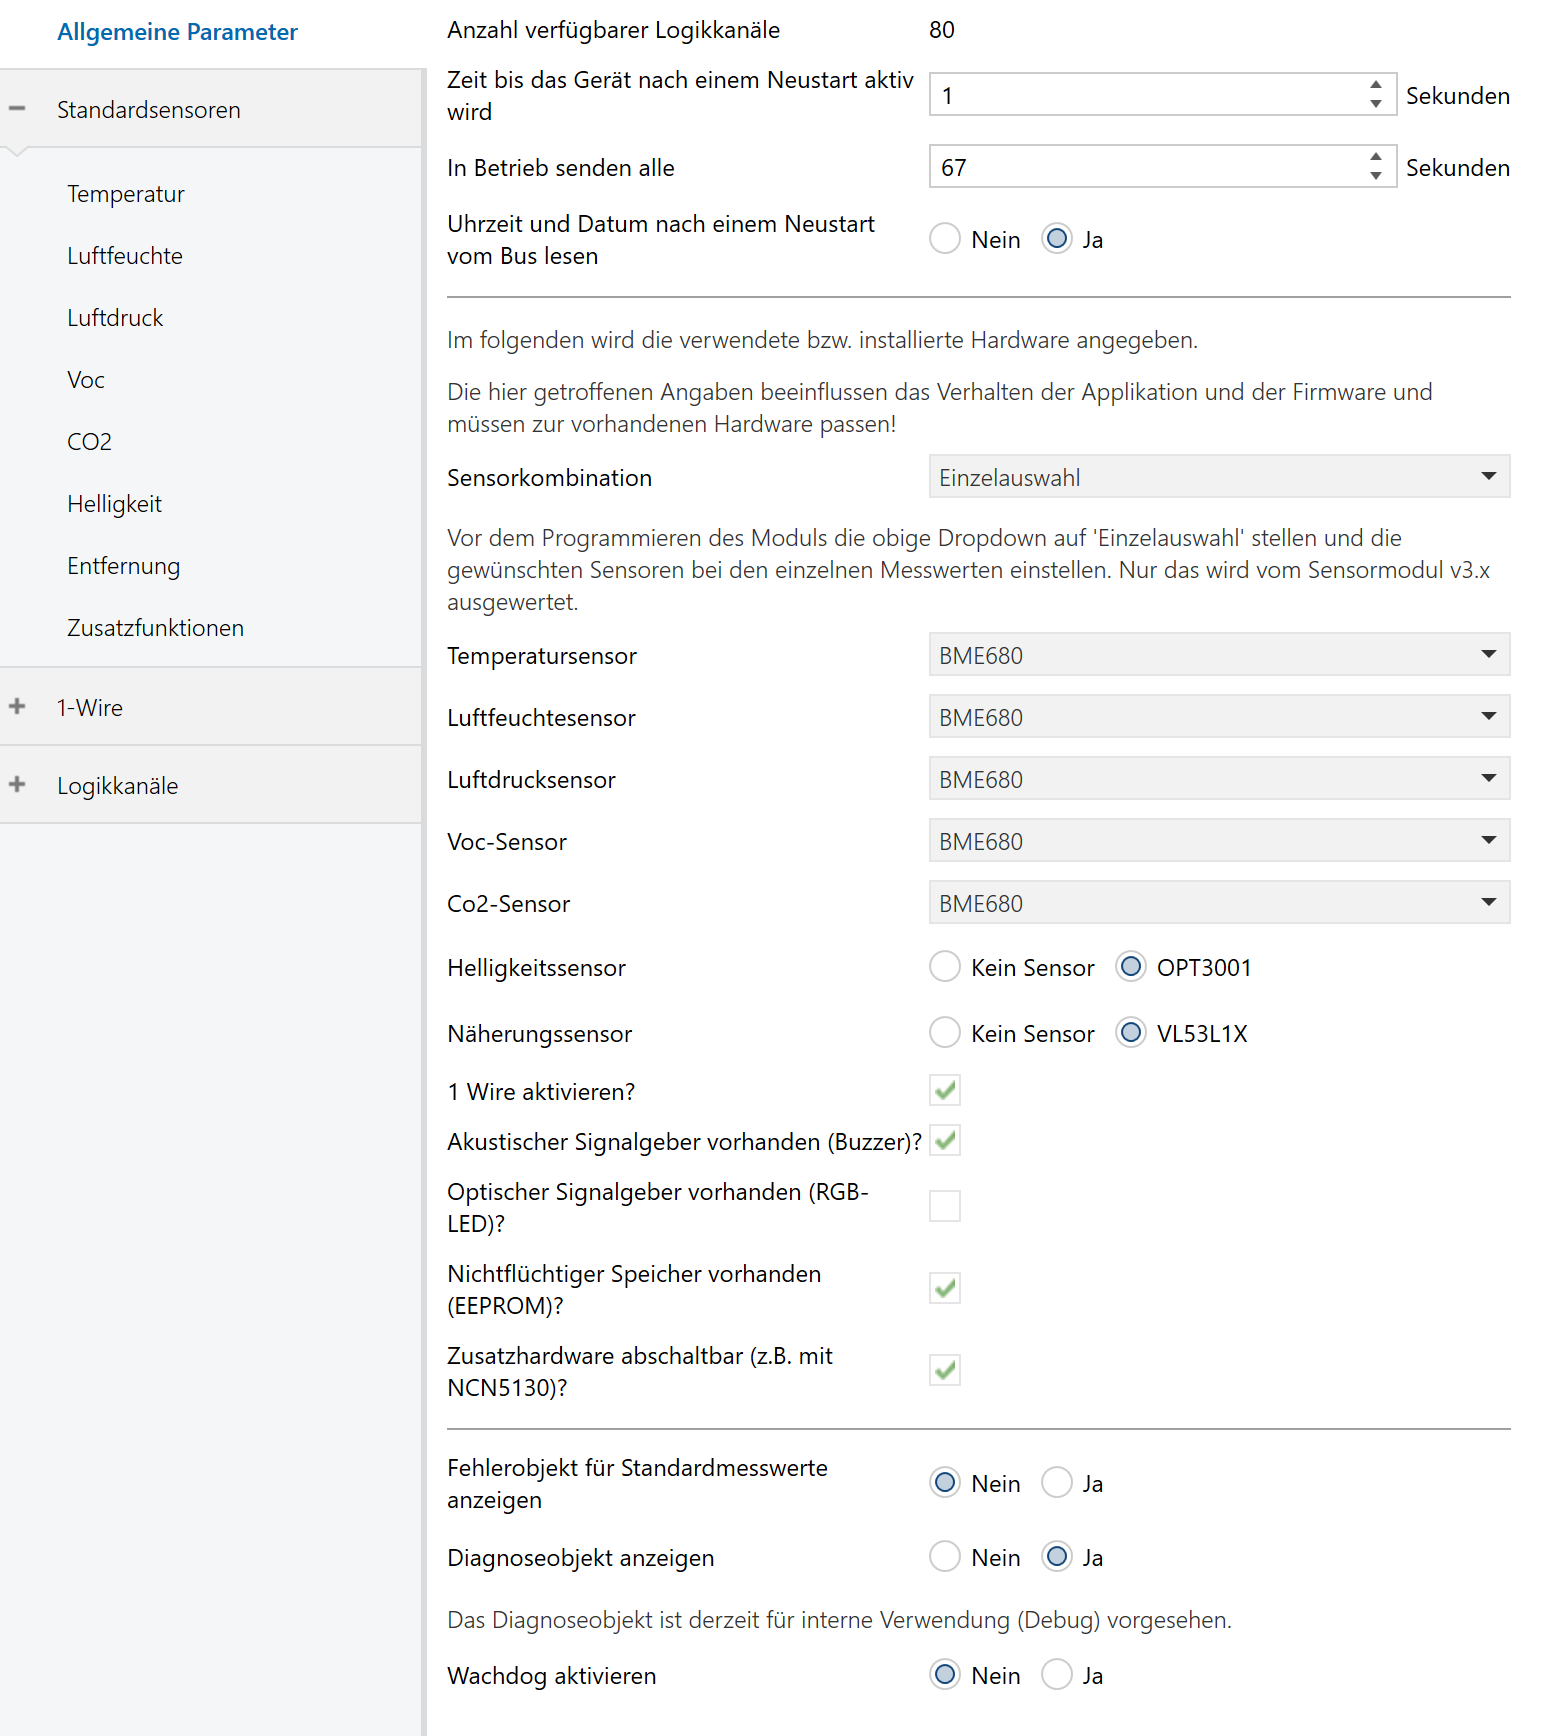 Allgemeine Parameter
Standardsensoren
Temperatur
Luftfeuchte
Luftdruck
Voc
CO2
Helligkeit
Entfernung
Zusatzfunktionen
1-Wire
Logikkanäle
Anzahl verfügbarer Logikkanäle 80
Zeit bis das Gerät nach einem Neustart aktiv
wird
1 Sekunden
In Betrieb senden alle 67 Sekunden
Uhrzeit und Datum nach einem Neustart
vom Bus lesen
Nein Ja
Im folgenden wird die verwendete bzw. installierte Hardware angegeben.
Die hier getroffenen Angaben beeinflussen das Verhalten der Applikation und der Firmware und
müssen zur vorhandenen Hardware passen!
Sensorkombination Einzelauswahl
Vor dem Programmieren des Moduls die obige Dropdown auf 'Einzelauswahl' stellen und die
gewünschten Sensoren bei den einzelnen Messwerten einstellen. Nur das wird vom Sensormodul v3.x
ausgewertet.
Temperatursensor BME680
Luftfeuchtesensor BME680
Luftdrucksensor BME680
Voc-Sensor BME680
Co2-Sensor BME680
Helligkeitssensor Kein Sensor OPT3001
Näherungssensor Kein Sensor VL53L1X
1 Wire aktivieren?
Akustischer Signalgeber vorhanden (Buzzer)?
Optischer Signalgeber vorhanden (RGB-
LED)?
Nichtflüchtiger Speicher vorhanden
(EEPROM)?
Zusatzhardware abschaltbar (z.B. mit
NCN5130)?
Fehlerobjekt für Standardmesswerte
anzeigen
Nein Ja
Diagnoseobjekt anzeigen Nein Ja
Das Diagnoseobjekt ist derzeit für interne Verwendung (Debug) vorgesehen.
Wachdog aktivieren Nein Ja